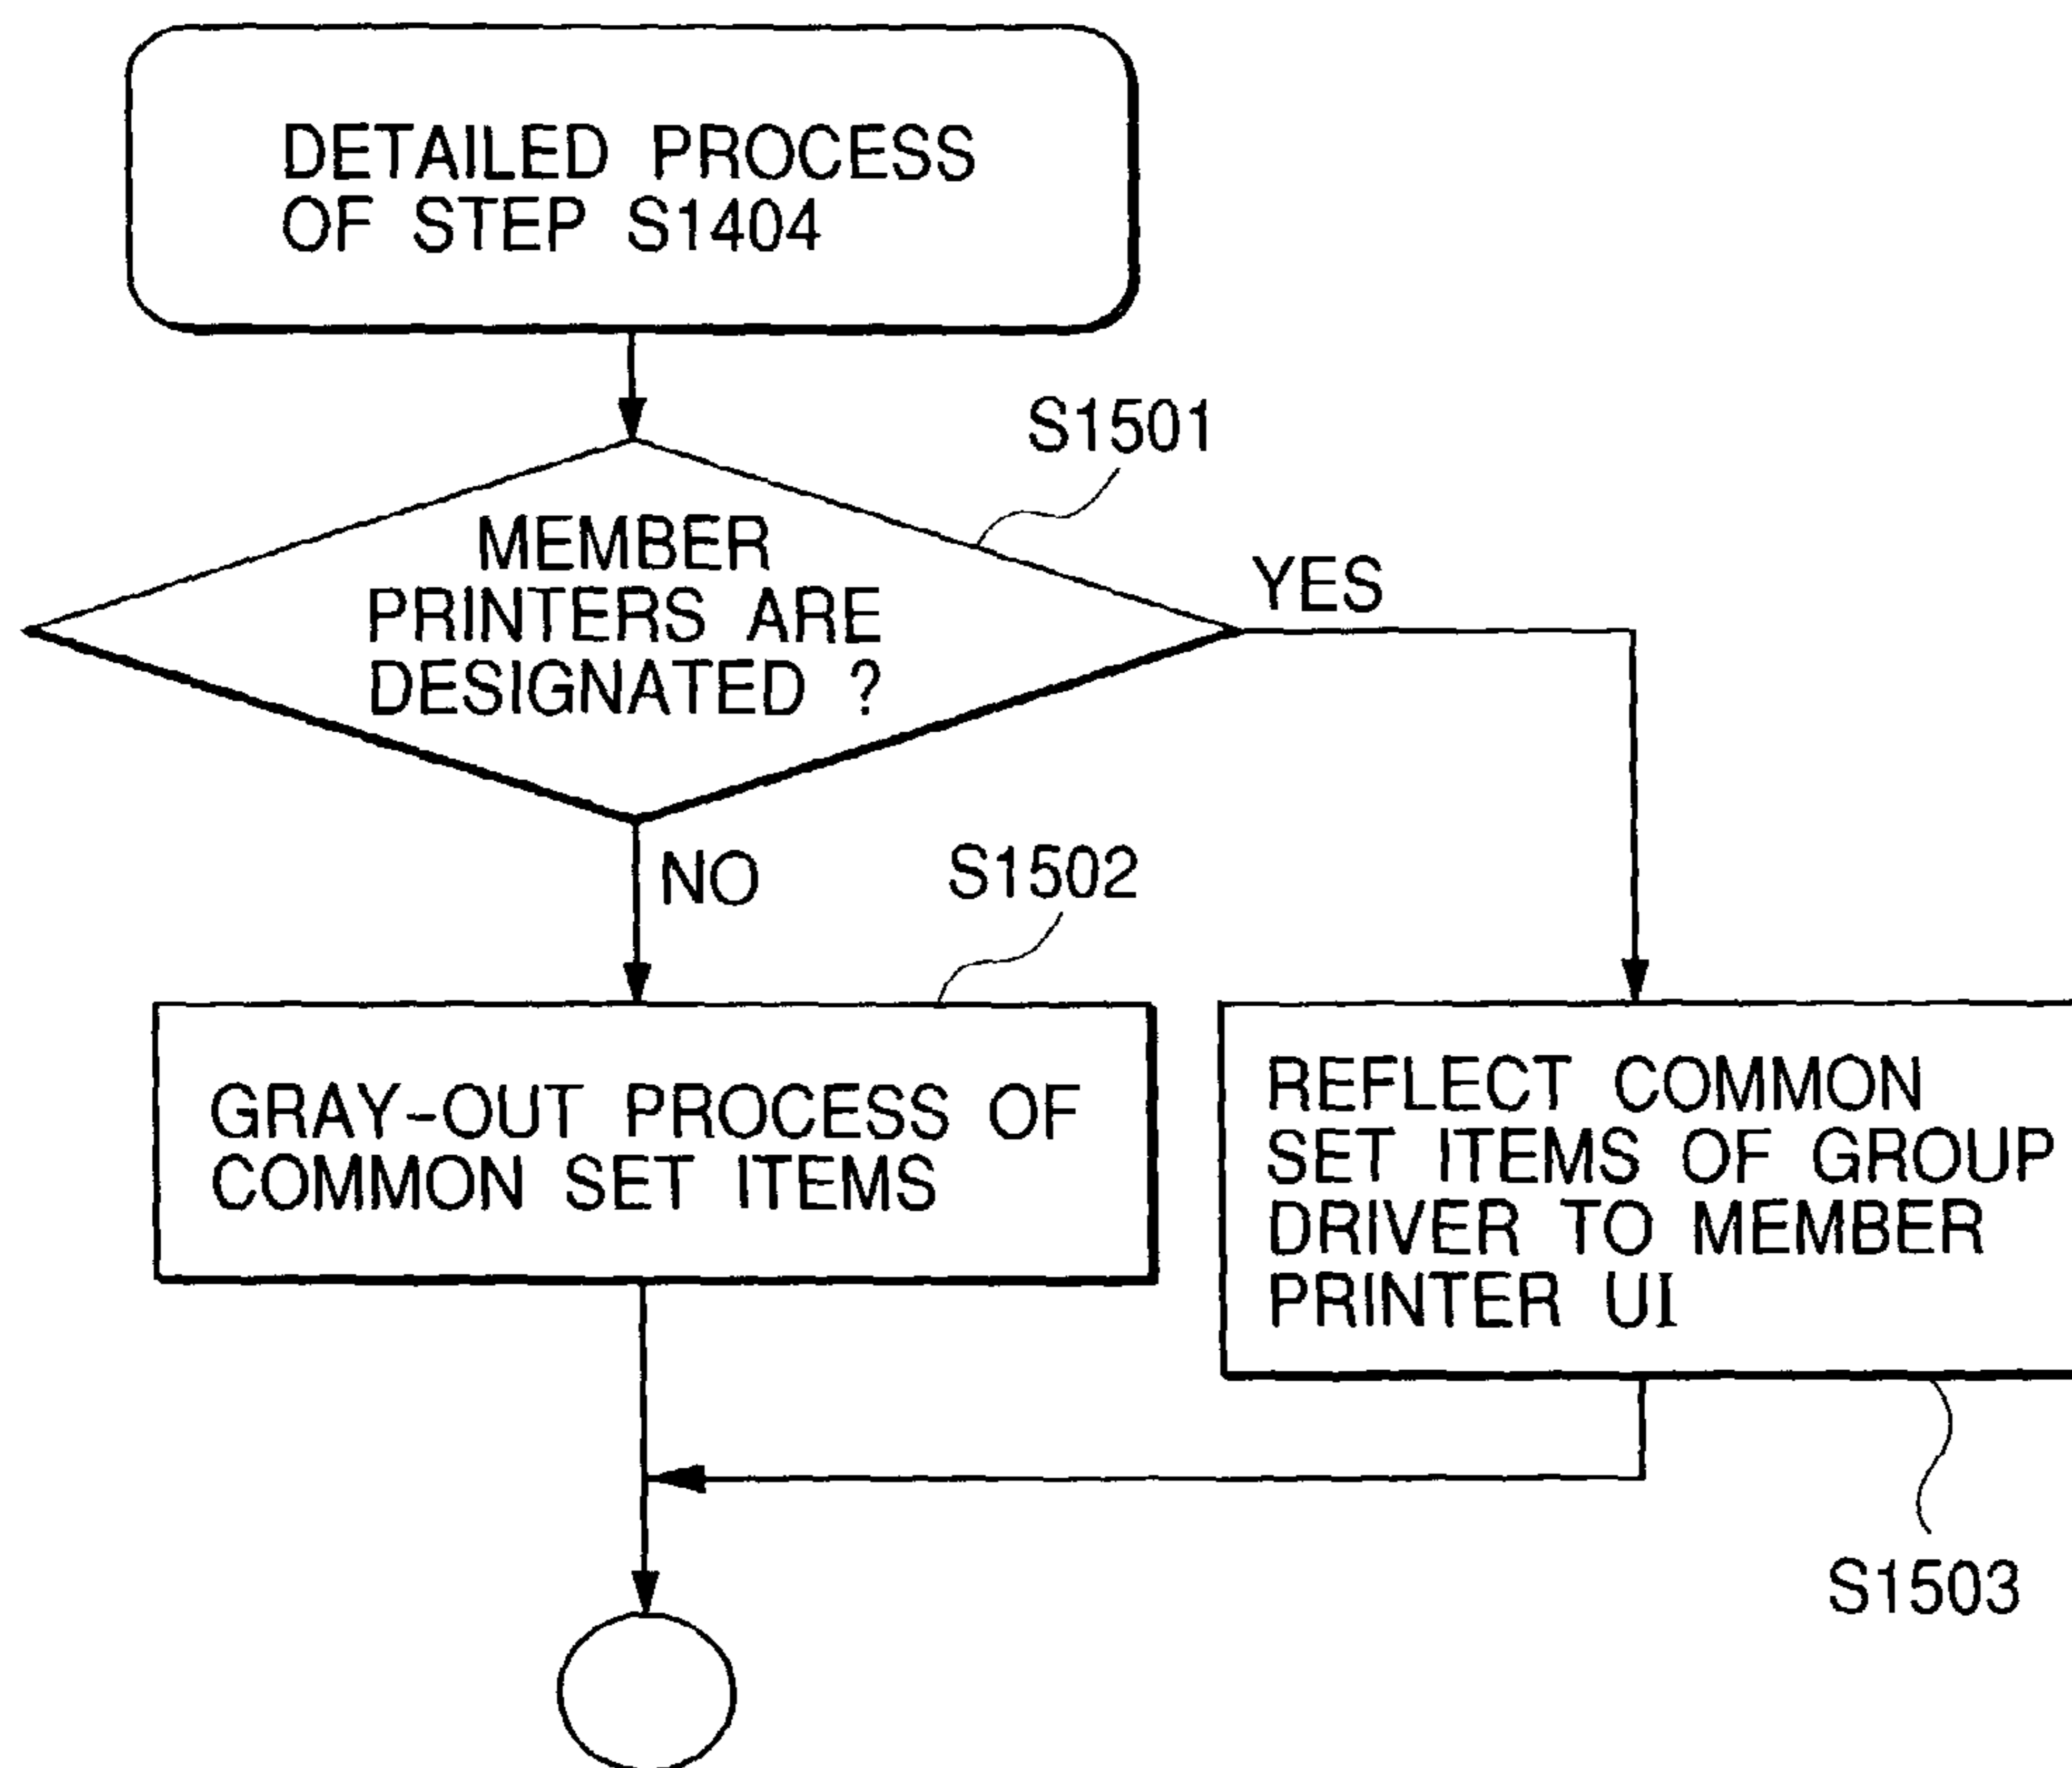 DETAILED PROCESS
OF STEP S1404
S1501
MEMBER
PRINTERS ARE
DESIGNATED ?
YES
NO
S1502
GRAY-OUT PROCESS OF
COMMON SET ITEMS
REFLECT COMMON
SET ITEMS OF GROUP
DRIVER TO MEMBER
PRINTER UI
S1503